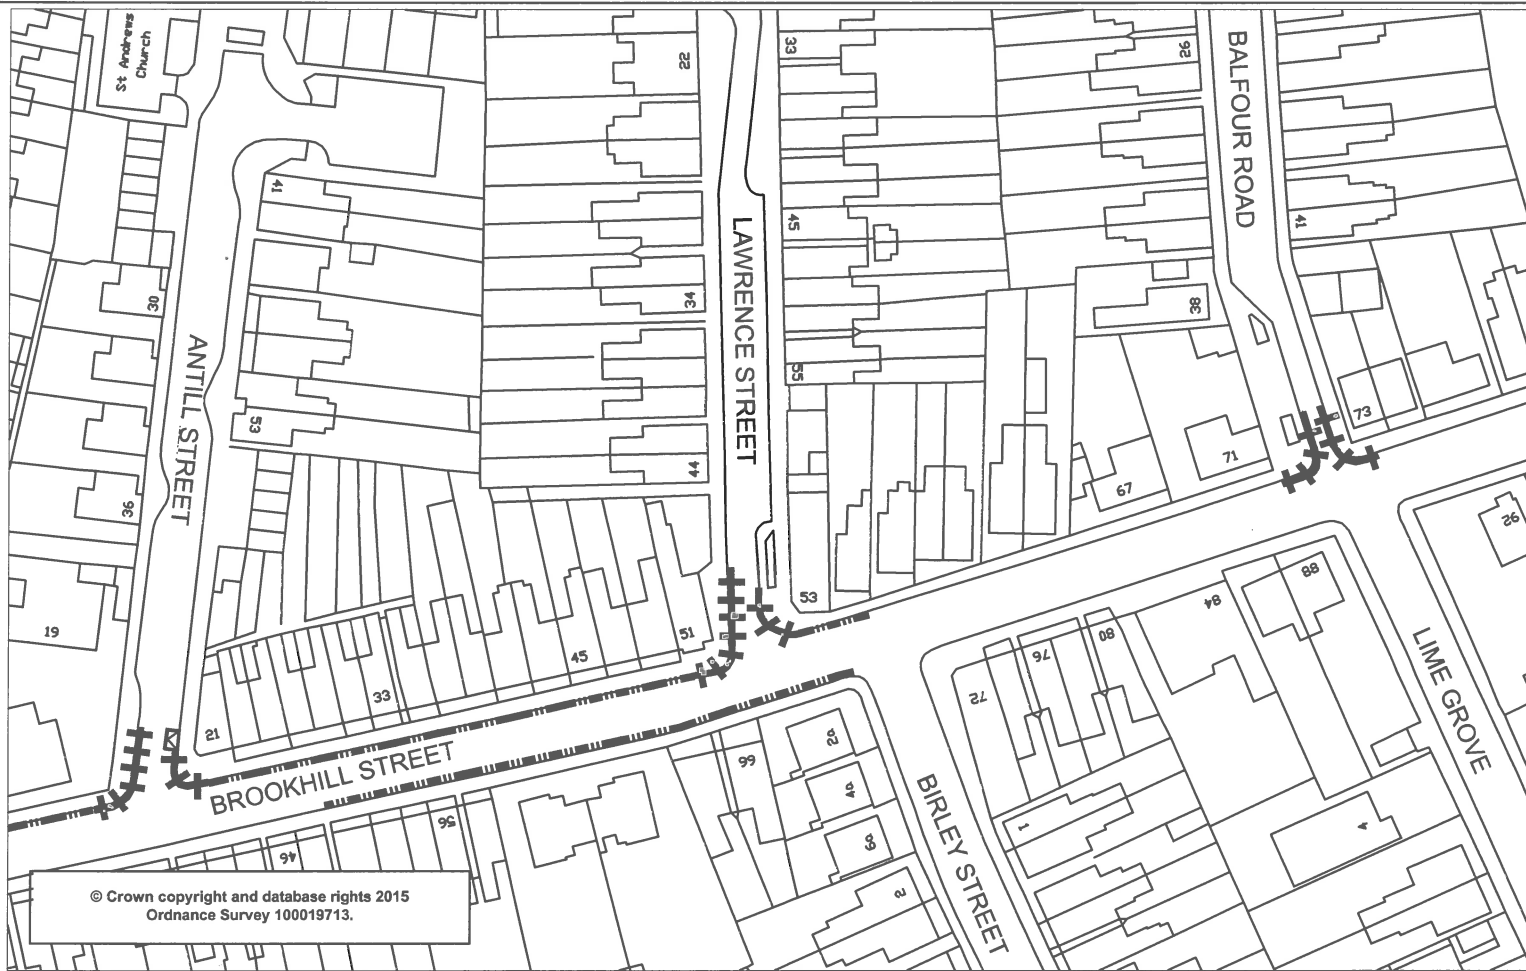 St Andrews
Church
22
33
26
BALFOUR ROAD
41
45
41
LAWRENCE STREET
30
34
38
ANTILL STREET
55
53
73
44
71
67
36
92
53
88
19
51
84
80
45
76
72
33
LIME GROVE
21
BROOKHILL STREET
2a
99
4a
56
BIRLEY STREET
1
4
6a
46
2
© Crown copyright and database rights 2015
Ordnance Survey 100019713.